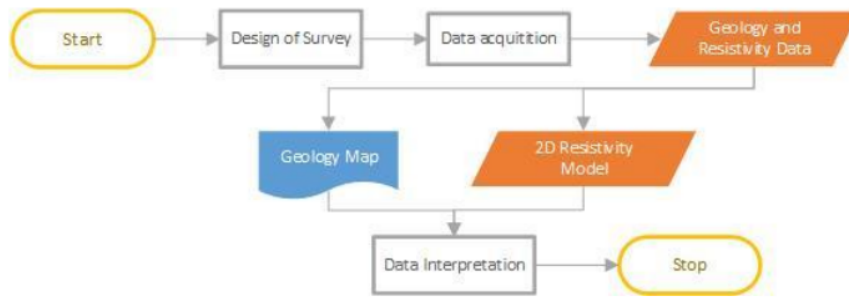 Start
Design of Survey
Data acquitition
Geology and
Resistivity Data
Geology Map
2D Resistivity
Model
Data Interpretation
Stop